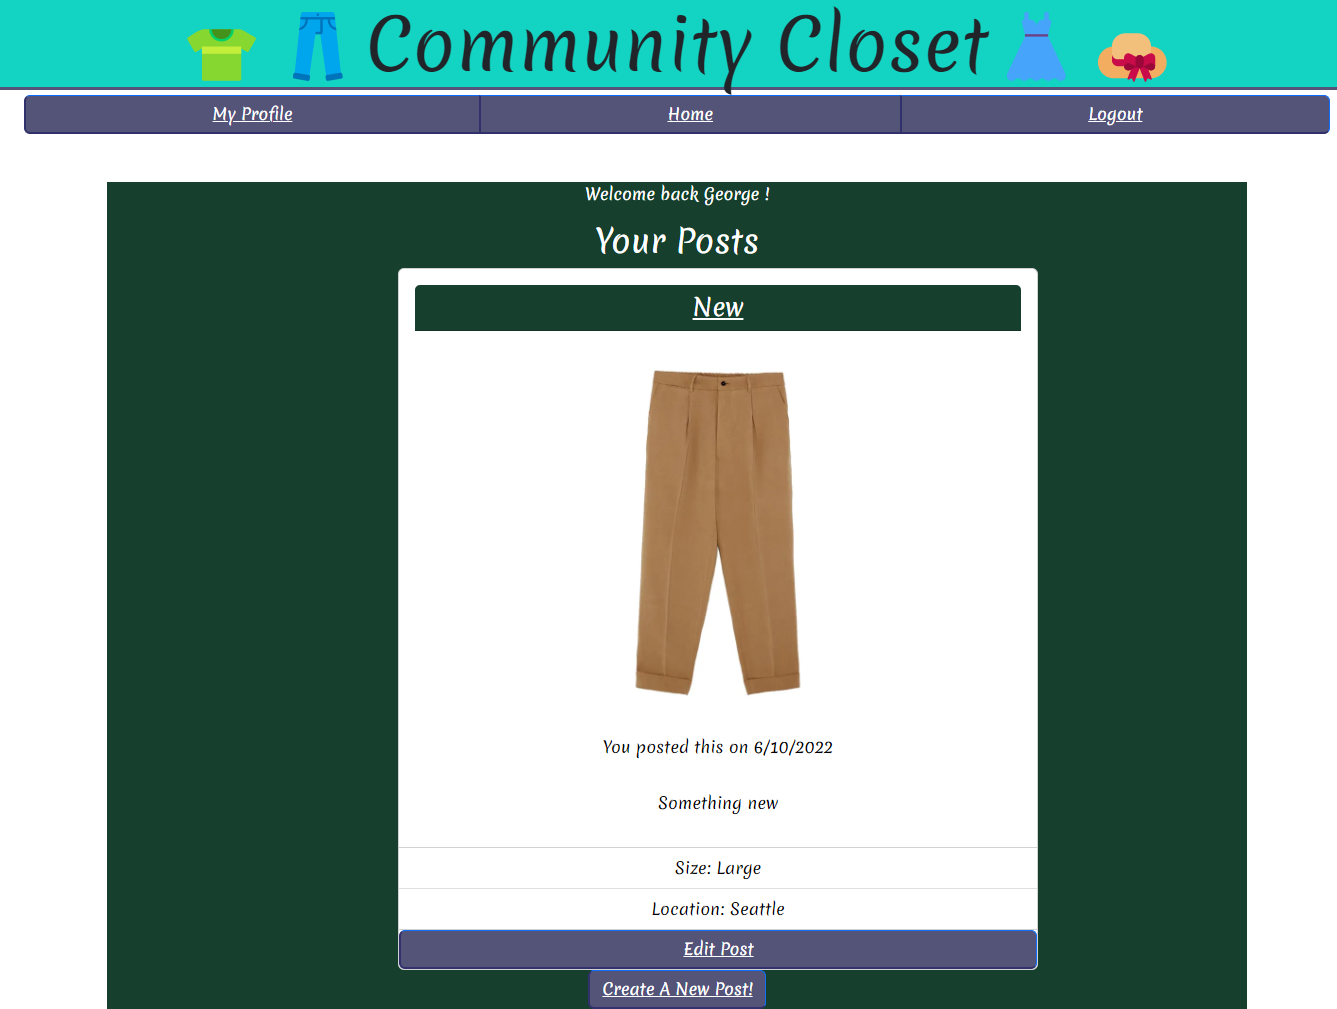 Community Closet
My Profile
Home
Logout
Welcome back George !
Your Posts
New
You posted this on 6/10/2022
Something new
Size: Large
Location: Seattle
Edit Post
Create A New Post!